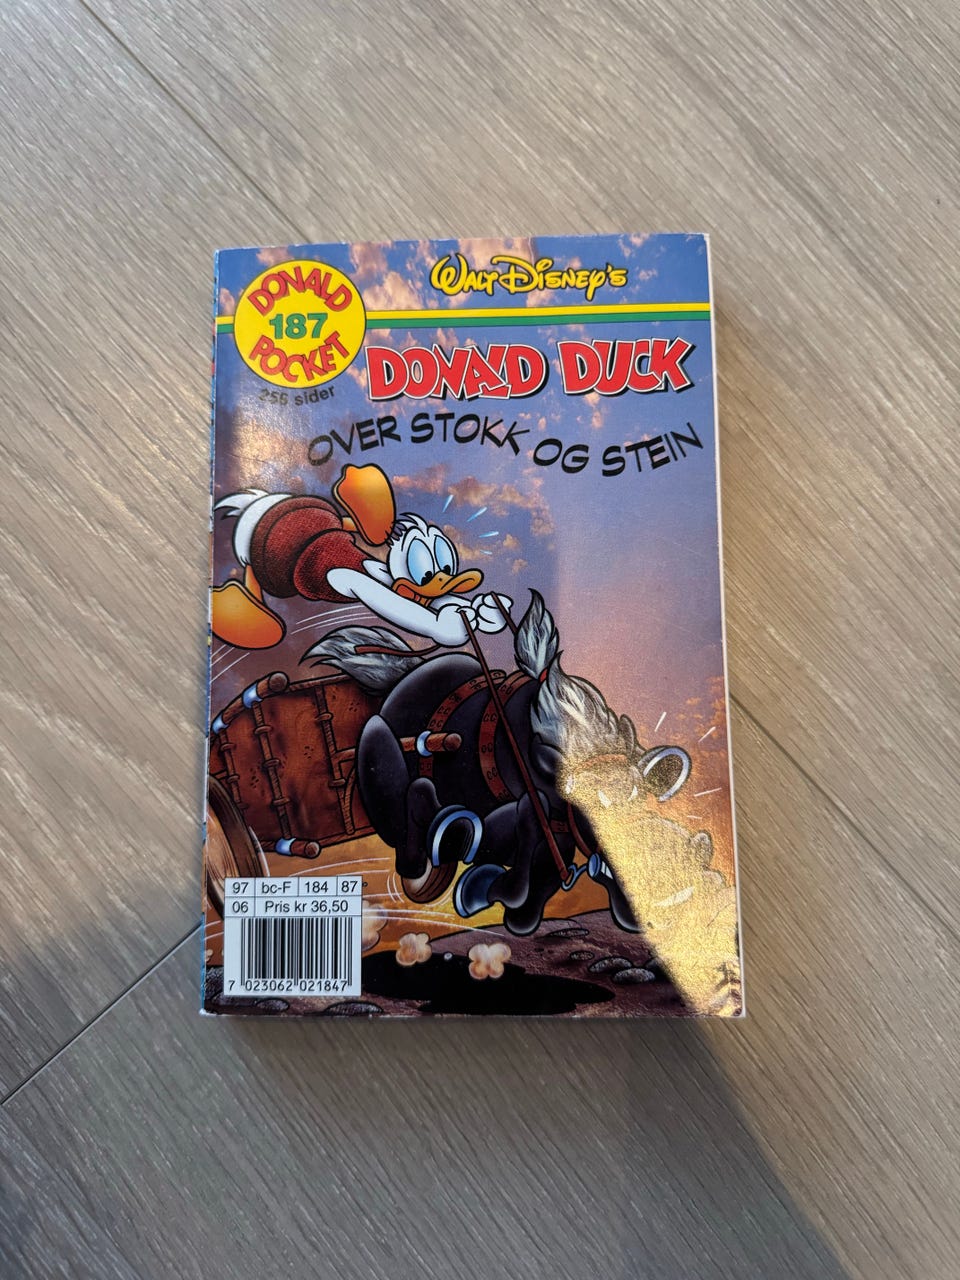 WALT DISNEY'S
DONALD
187
POCKET
256 sider
DONALD DUCK
OVER STOKK OG STEIN
97 bc-F 184 87
06 Pris kr 36,50
7 023062 021847